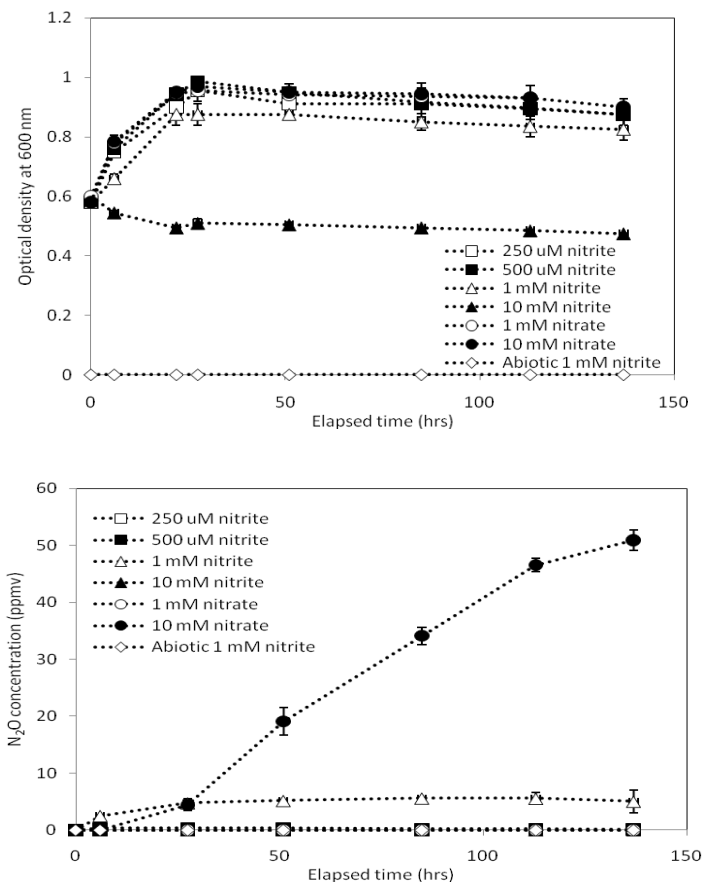 1.2
1
0.8
0.6
0.4
0.2
0
Optical density at 600 nm
250 uM nitrite
500 uM nitrite
1 mM nitrite
10 mM nitrite
1 mM nitrate
10 mM nitrate
Abiotic 1 mM nitrite
0 50 100 150
Elapsed time (hrs)
60
50
40
30
20
10
0
N₂O concentration (ppmv)
250 uM nitrite
500 uM nitrite
1 mM nitrite
10 mM nitrite
1 mM nitrate
10 mM nitrate
Abiotic 1 mM nitrite
0 50 100 150
Elapsed time (hrs)